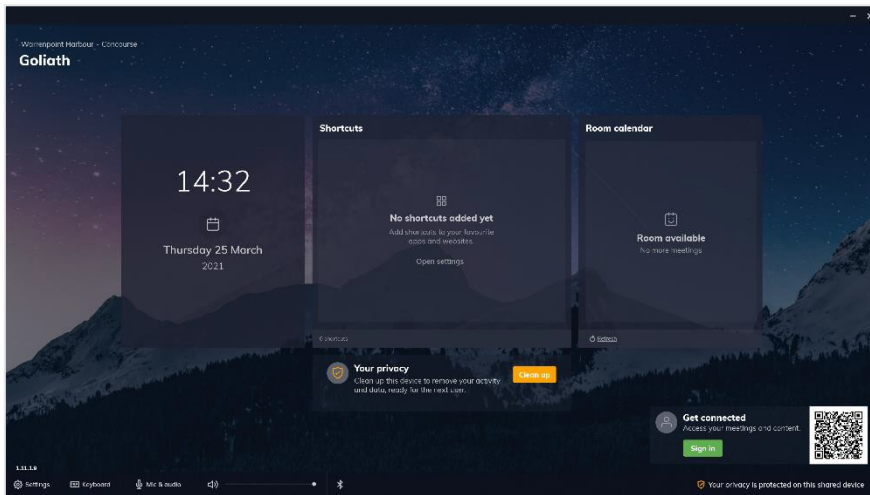 Warrenpoint Harbour - Concourse
Goliath
14:32
Thursday 25 March
2021
Shortcuts
No shortcuts added yet
Add shortcuts to your favourite
apps and websites.
Open settings
6 shortcuts
Room calendar
Room available
No more meetings
Refresh
Your privacy
Clean up this device to remove your activity
and data, ready for the next user.
Clean up
Get connected
Access your meetings and content.
Sign in
1.11.1.9
Settings
Keyboard
Mic & audio
Your privacy is protected on this shared device